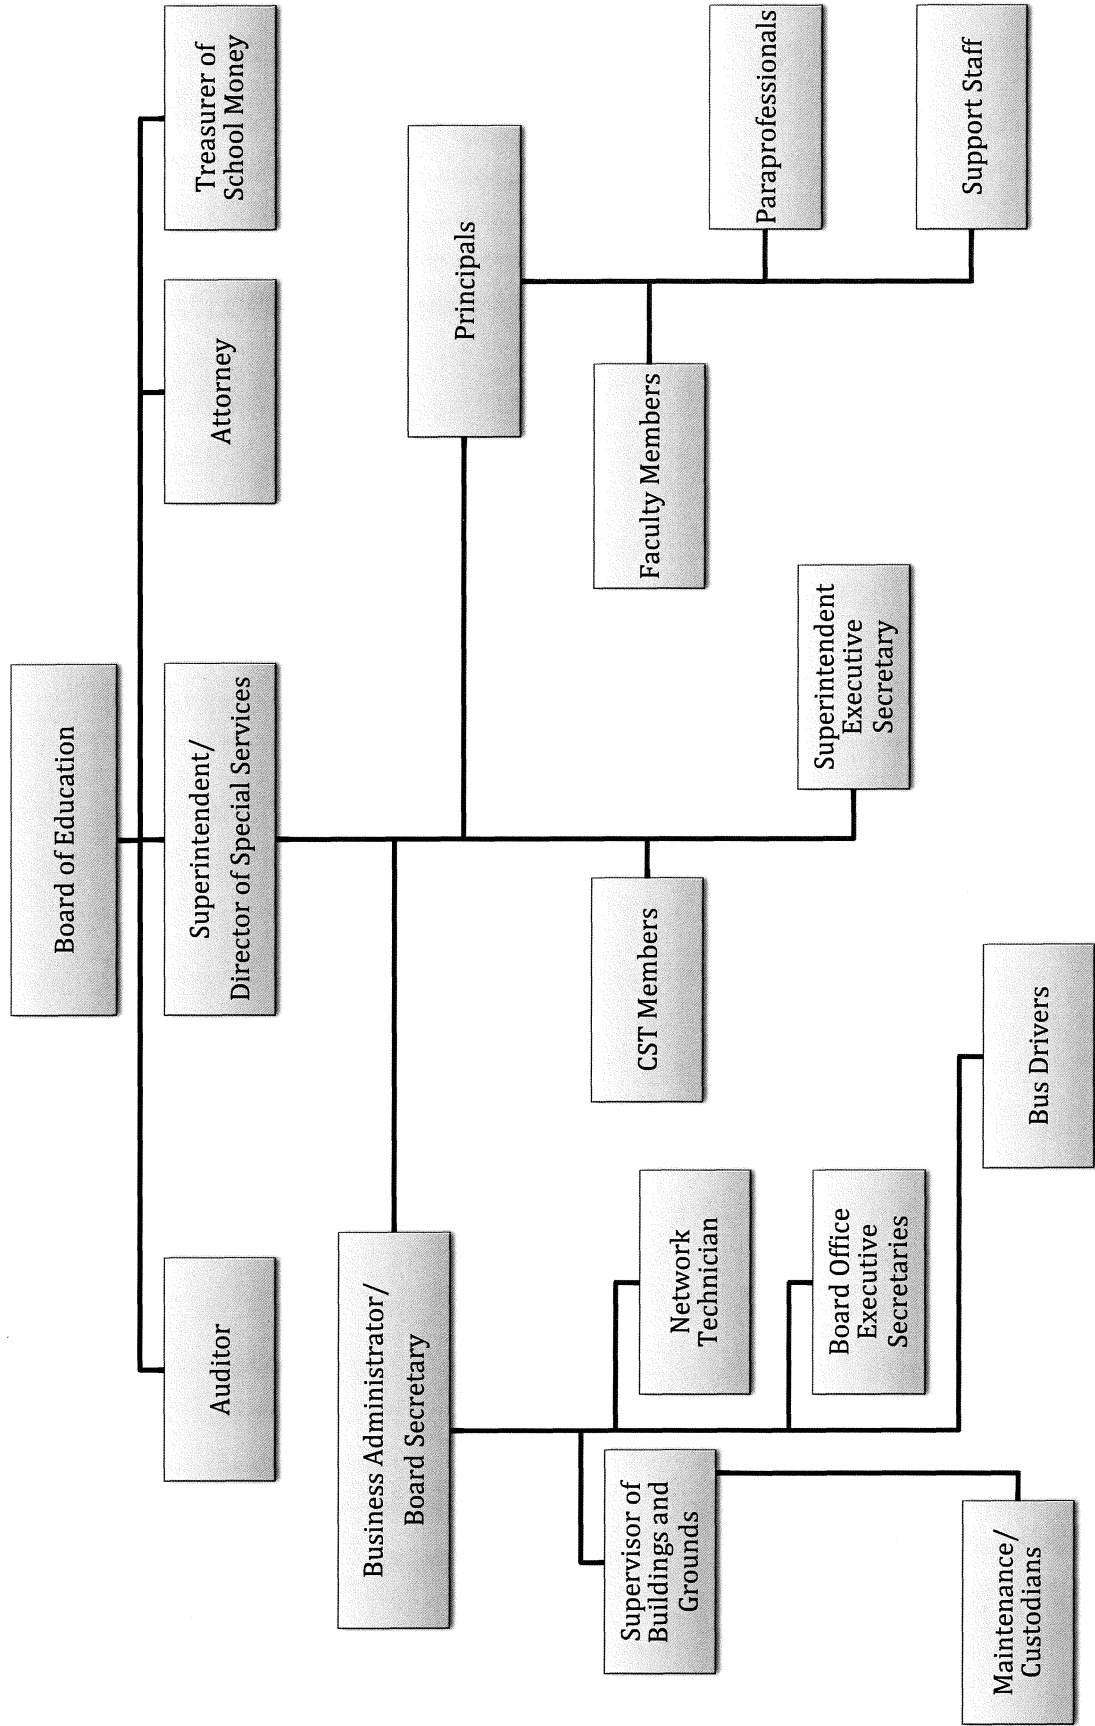 Board of Education
Auditor
Superintendent/
Director of Special Services
Attorney
Treasurer of
School Money
Business Administrator/
Board Secretary
Principals
Supervisor of
Buildings and
Grounds
Network
Technician
CST Members
Faculty Members
Paraprofessionals
Board Office
Executive
Secretaries
Superintendent
Executive
Secretary
Support Staff
Maintenance/
Custodians
Bus Drivers